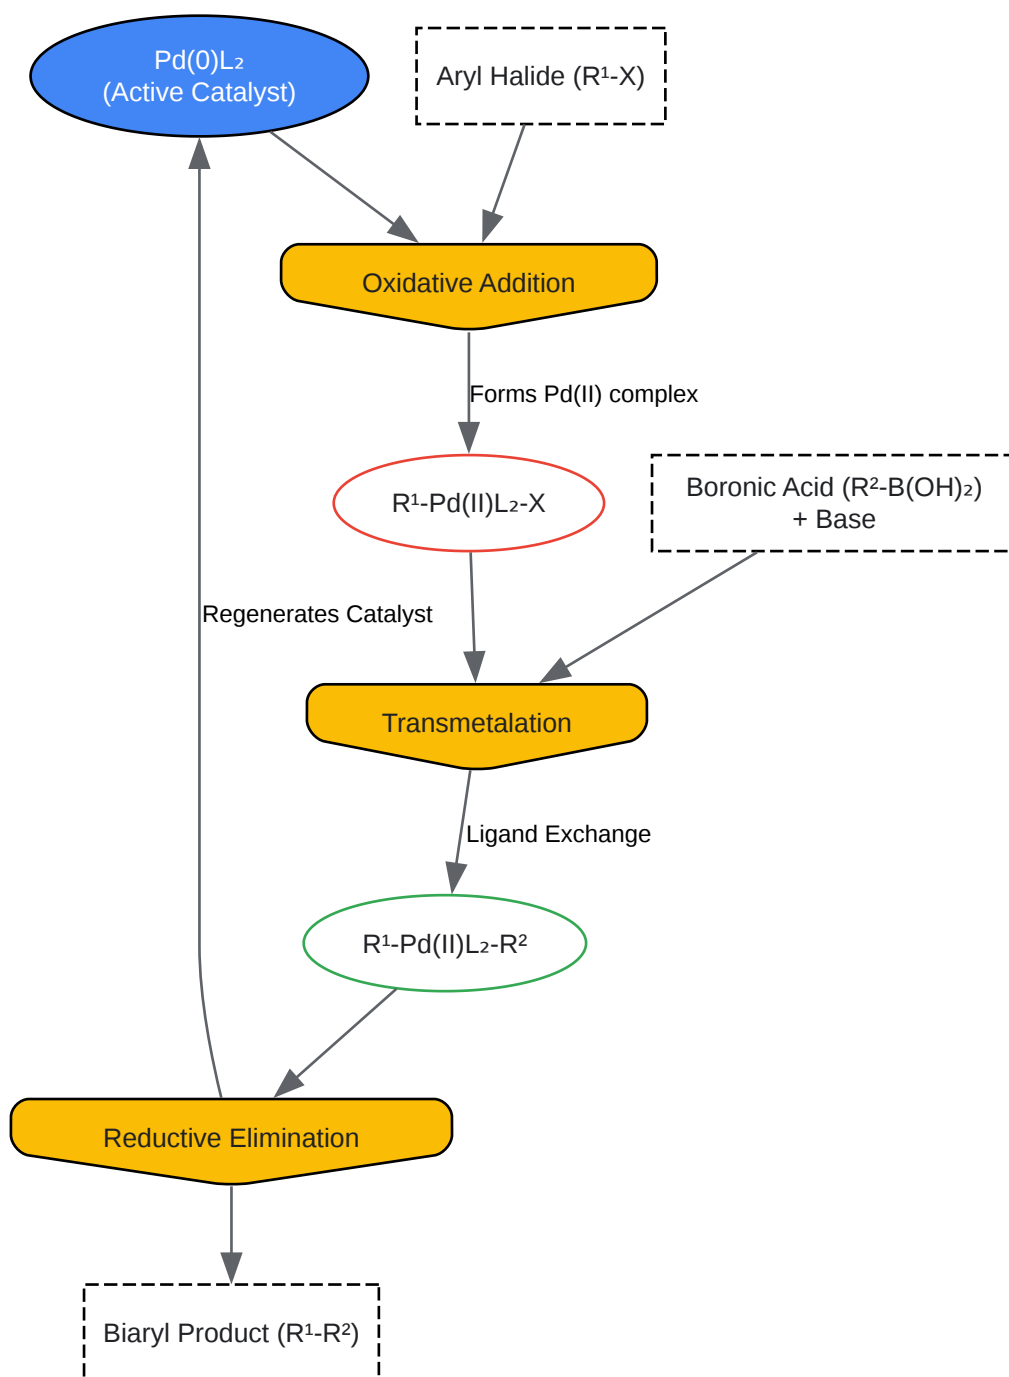 Pd(0)L₂
(Active Catalyst)
Aryl Halide (R¹-X)
Oxidative Addition
Forms Pd(II) complex
R¹-Pd(II)L₂-X
Boronic Acid (R²-B(OH)₂)
+ Base
Regenerates Catalyst
Transmetalation
Ligand Exchange
R¹-Pd(II)L₂-R²
Reductive Elimination
Biaryl Product (R¹-R²)